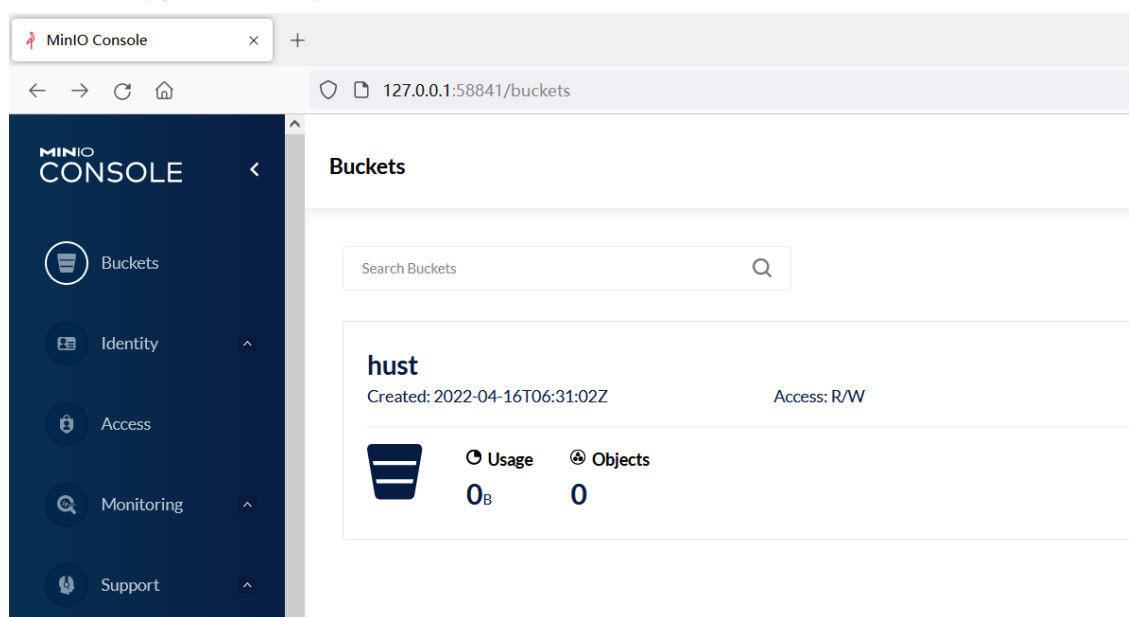 MinIO Console
127.0.0.1:58841/buckets
MINIO
CONSOLE
Buckets
Buckets
Search Buckets
Identity
hust
Created: 2022-04-16T06:31:02Z Access: R/W
Access
Usage Objects
0B 0
Monitoring
Support